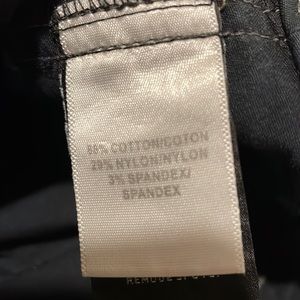 68% COTTON/COTON
29% NYLON/NYLON
3% SPANDEX/
SPANDEX